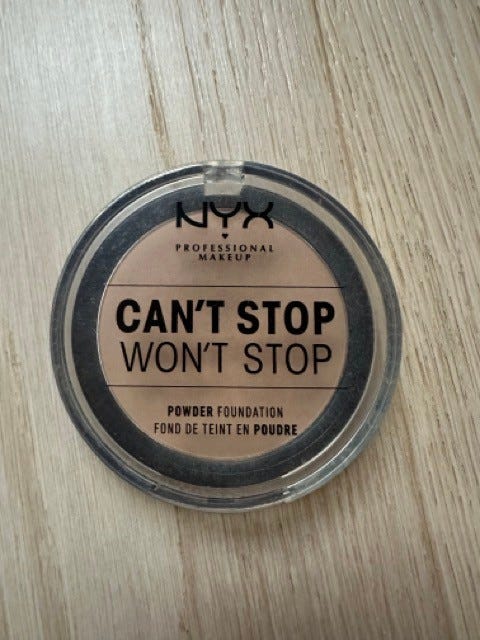 NYX
PROFESSIONAL
MAKEUP
CAN'T STOP
WON'T STOP
POWDER FOUNDATION
FOND DE TEINT EN POUDRE